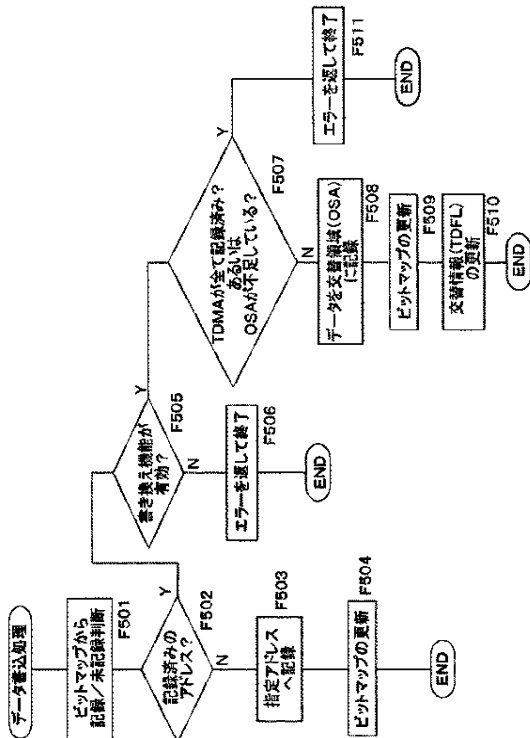 データ書込処理
ビットマップから
記録／未記録判断
F501
記録済みの
アドレス？
F502
Y
N
指定アドレス
へ記録
F503
ビットマップの更新
F504
END
書き換え機能が
有効？
F505
Y
N
エラーを返して終了
F506
END
TDMAが全て記録済み？
あるいは
OSAが不足している？
F507
Y
N
データを交替領域(OSA)
に記録
F508
ビットマップの更新
F509
交替情報(TDFL)
の更新
F510
END
エラーを返して終了
F511
END